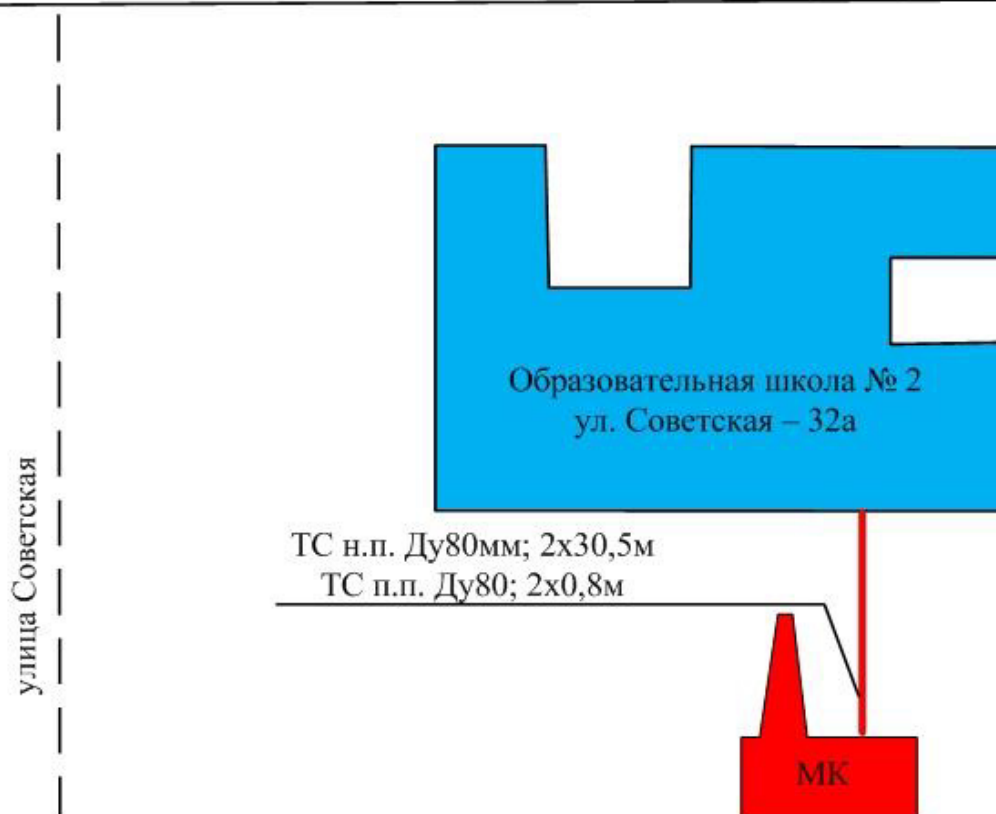 Образовательная школа № 2
ул. Советская – 32а
улица Советская
ТС н.п. Ду80мм; 2х30,5м
ТС п.п. Ду80; 2х0,8м
МК